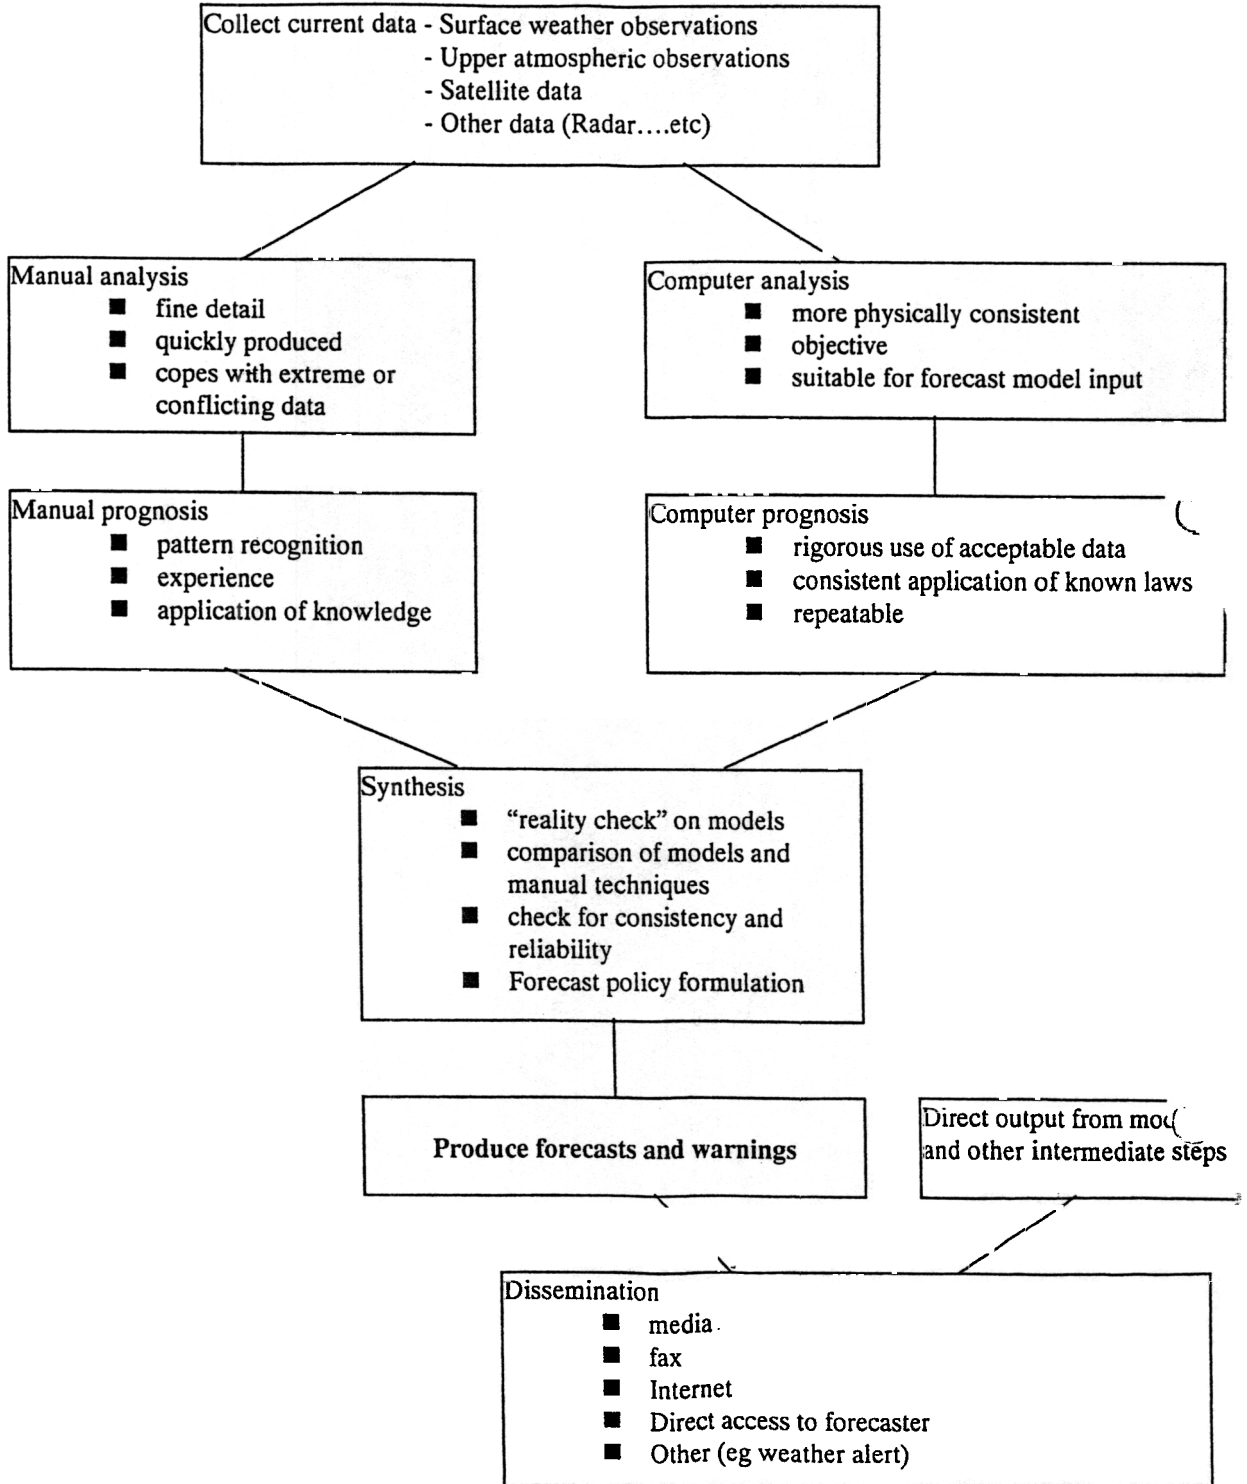 Collect current data - Surface weather observations
- Upper atmospheric observations
- Satellite data
- Other data (Radar....etc)
Manual analysis
■ fine detail
■ quickly produced
■ copes with extreme or
conflicting data
Computer analysis
■ more physically consistent
■ objective
■ suitable for forecast model input
Manual prognosis
■ pattern recognition
■ experience
■ application of knowledge
Computer prognosis
■ rigorous use of acceptable data
■ consistent application of known laws
■ repeatable
Synthesis
■ “reality check” on models
■ comparison of models and
manual techniques
■ check for consistency and
reliability
■ Forecast policy formulation
Produce forecasts and warnings
Direct output from
and other intermediate steps
Dissemination
■ media
■ fax
■ Internet
■ Direct access to forecaster
■ Other (eg weather alert)